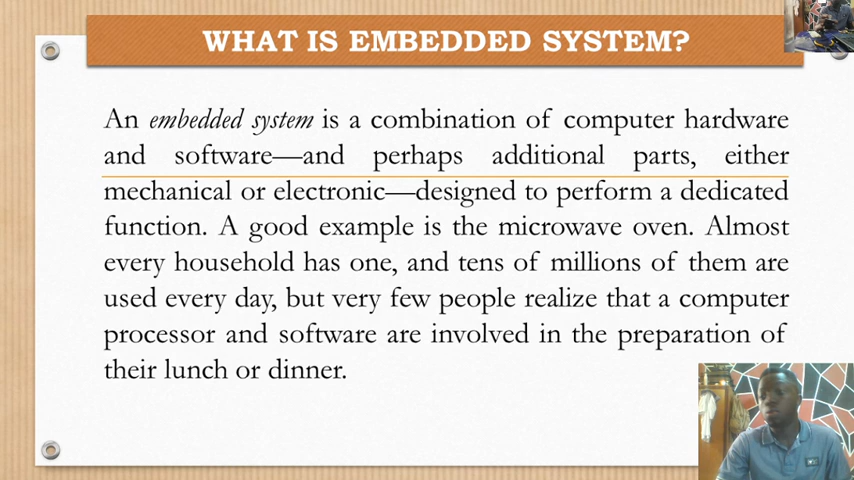 WHAT IS EMBEDDED SYSTEM?
An embedded system is a combination of computer hardware
and software—and perhaps additional parts, either
mechanical or electronic—designed to perform a dedicated
function. A good example is the microwave oven. Almost
every household has one, and tens of millions of them are
used every day, but very few people realize that a computer
processor and software are involved in the preparation of
their lunch or dinner.